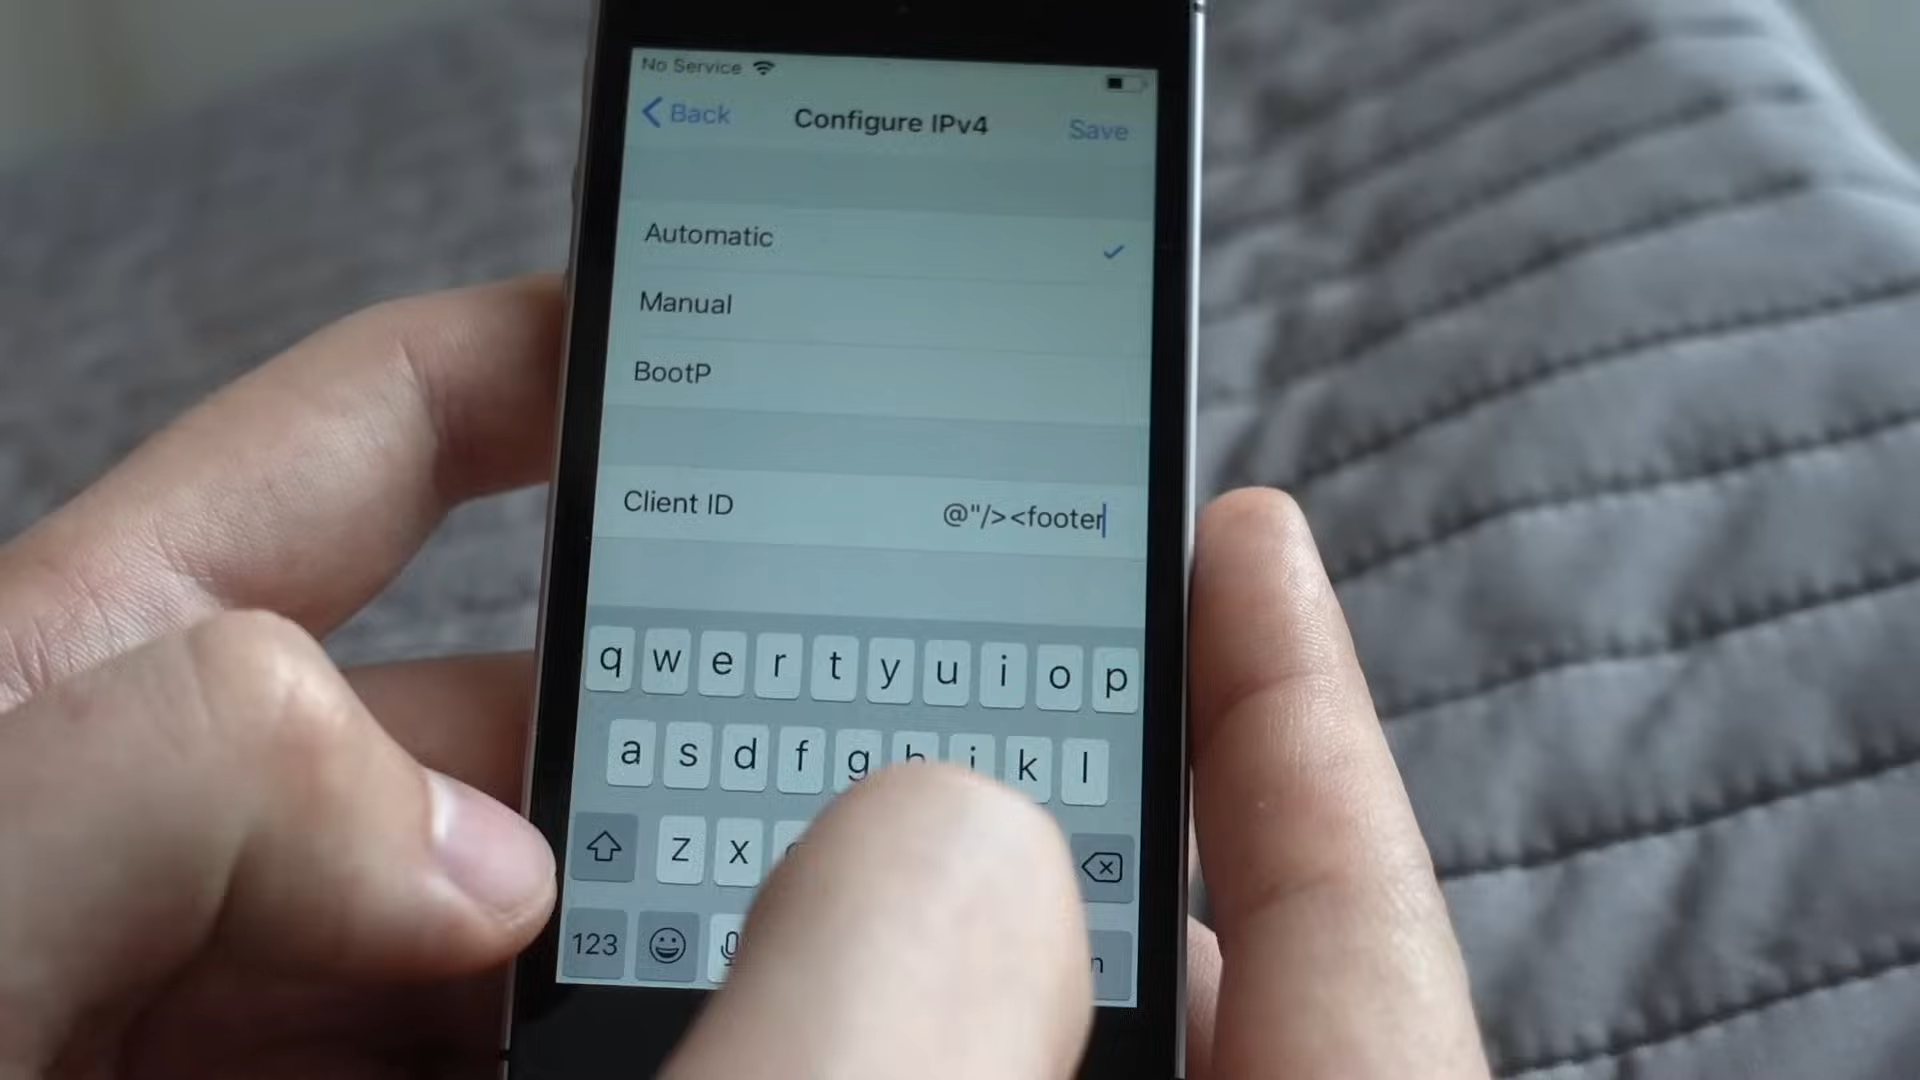 No Service
Back Configure IPv4 Save
Automatic
Manual
BootP
Client ID @"/><footer
q w e r t y u i o p
a s d f g h j k l
z x
123 n